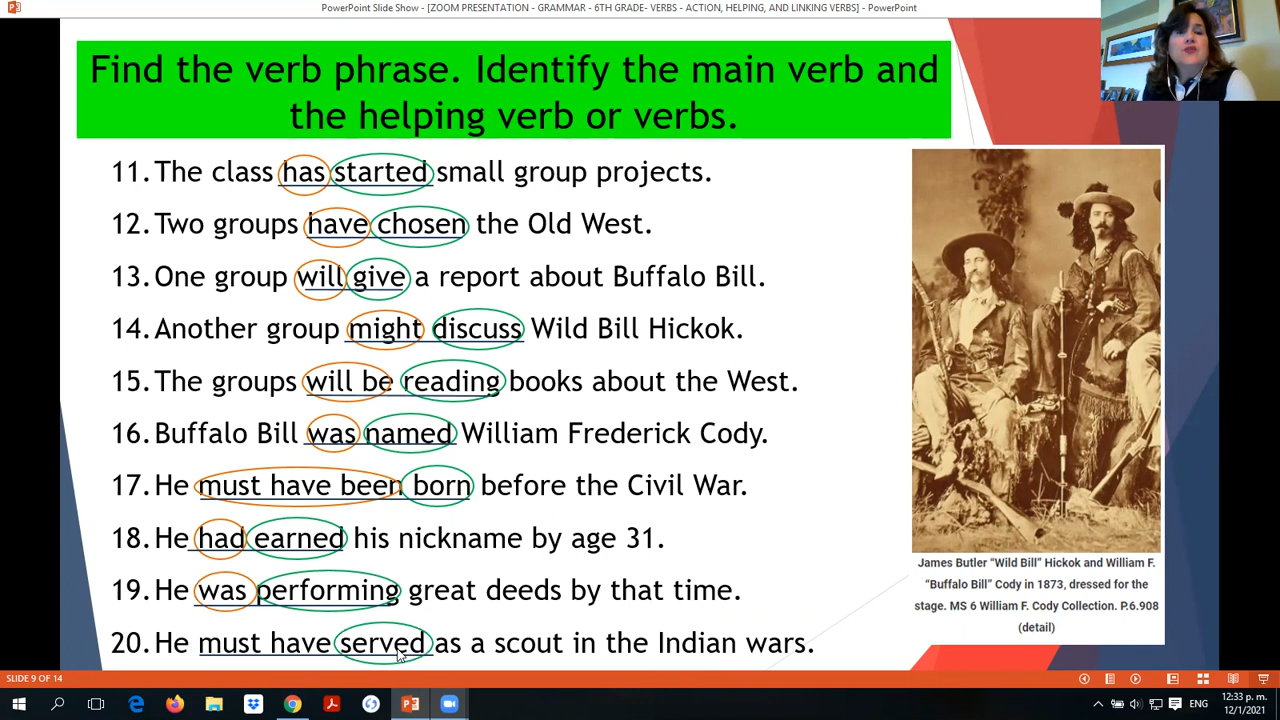 PowerPoint Slide Show - [ZOOM PRESENTATION - GRAMMAR - 6TH GRADE- VERBS - ACTION, HELPING, AND LINKING VERBS] - PowerPoint
Find the verb phrase. Identify the main verb and
the helping verb or verbs.
11. The class has started small group projects.
12. Two groups have chosen the Old West.
13. One group will give a report about Buffalo Bill.
14. Another group might discuss Wild Bill Hickok.
15. The groups will be reading books about the West.
16. Buffalo Bill was named William Frederick Cody.
17. He must have been born before the Civil War.
18. He had earned his nickname by age 31.
19. He was performing great deeds by that time.
20. He must have served as a scout in the Indian wars.
James Butler “Wild Bill” Hickok and William F.
“Buffalo Bill” Cody in 1873, dressed for the
stage. MS 6 William F. Cody Collection. P.6.908
(detail)
SLIDE 9 OF 14
ENG
12:33 p. m.
12/1/2021